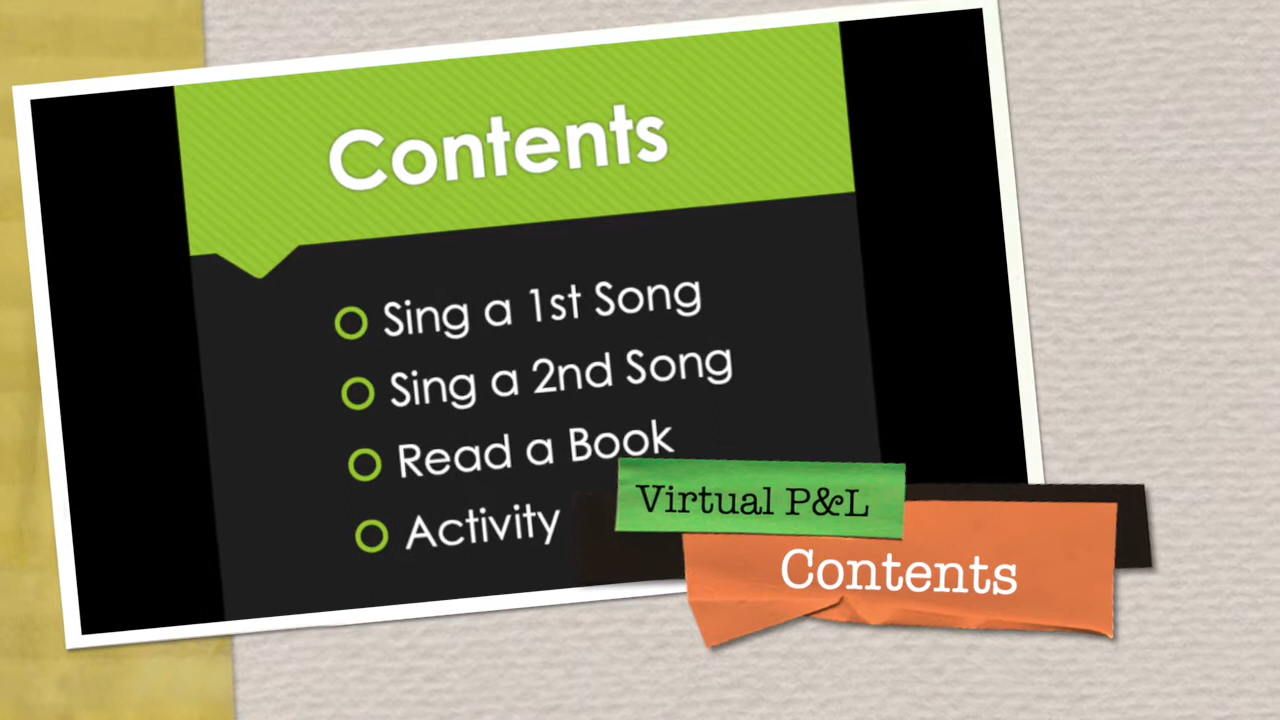 Contents
Sing a 1st Song
Sing a 2nd Song
Read a Book
Activity
Virtual P&L
Contents